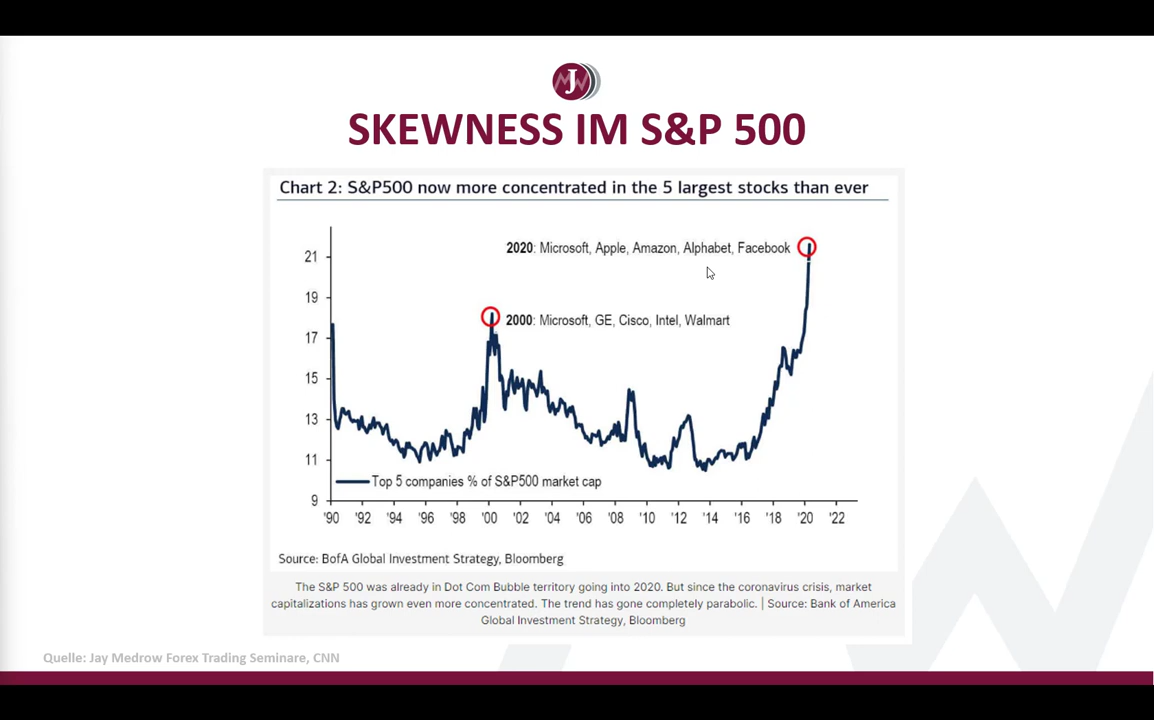 J
SKEWNESS IM S&P 500
Chart 2: S&P500 now more concentrated in the 5 largest stocks than ever
21
19
17
15
13
11
9
2020: Microsoft, Apple, Amazon, Alphabet, Facebook
2000: Microsoft, GE, Cisco, Intel, Walmart
Top 5 companies % of S&P500 market cap
'90 '92 '94 '96 '98 '00 '02 '04 '06 '08 '10 '12 '14 '16 '18 '20 '22
Source: BofA Global Investment Strategy, Bloomberg
The S&P 500 was already in Dot Com Bubble territory going into 2020. But since the coronavirus crisis, market
capitalizations has grown even more concentrated. The trend has gone completely parabolic. | Source: Bank of America
Global Investment Strategy, Bloomberg
Quelle: Jay Medrow Forex Trading Seminare, CNN